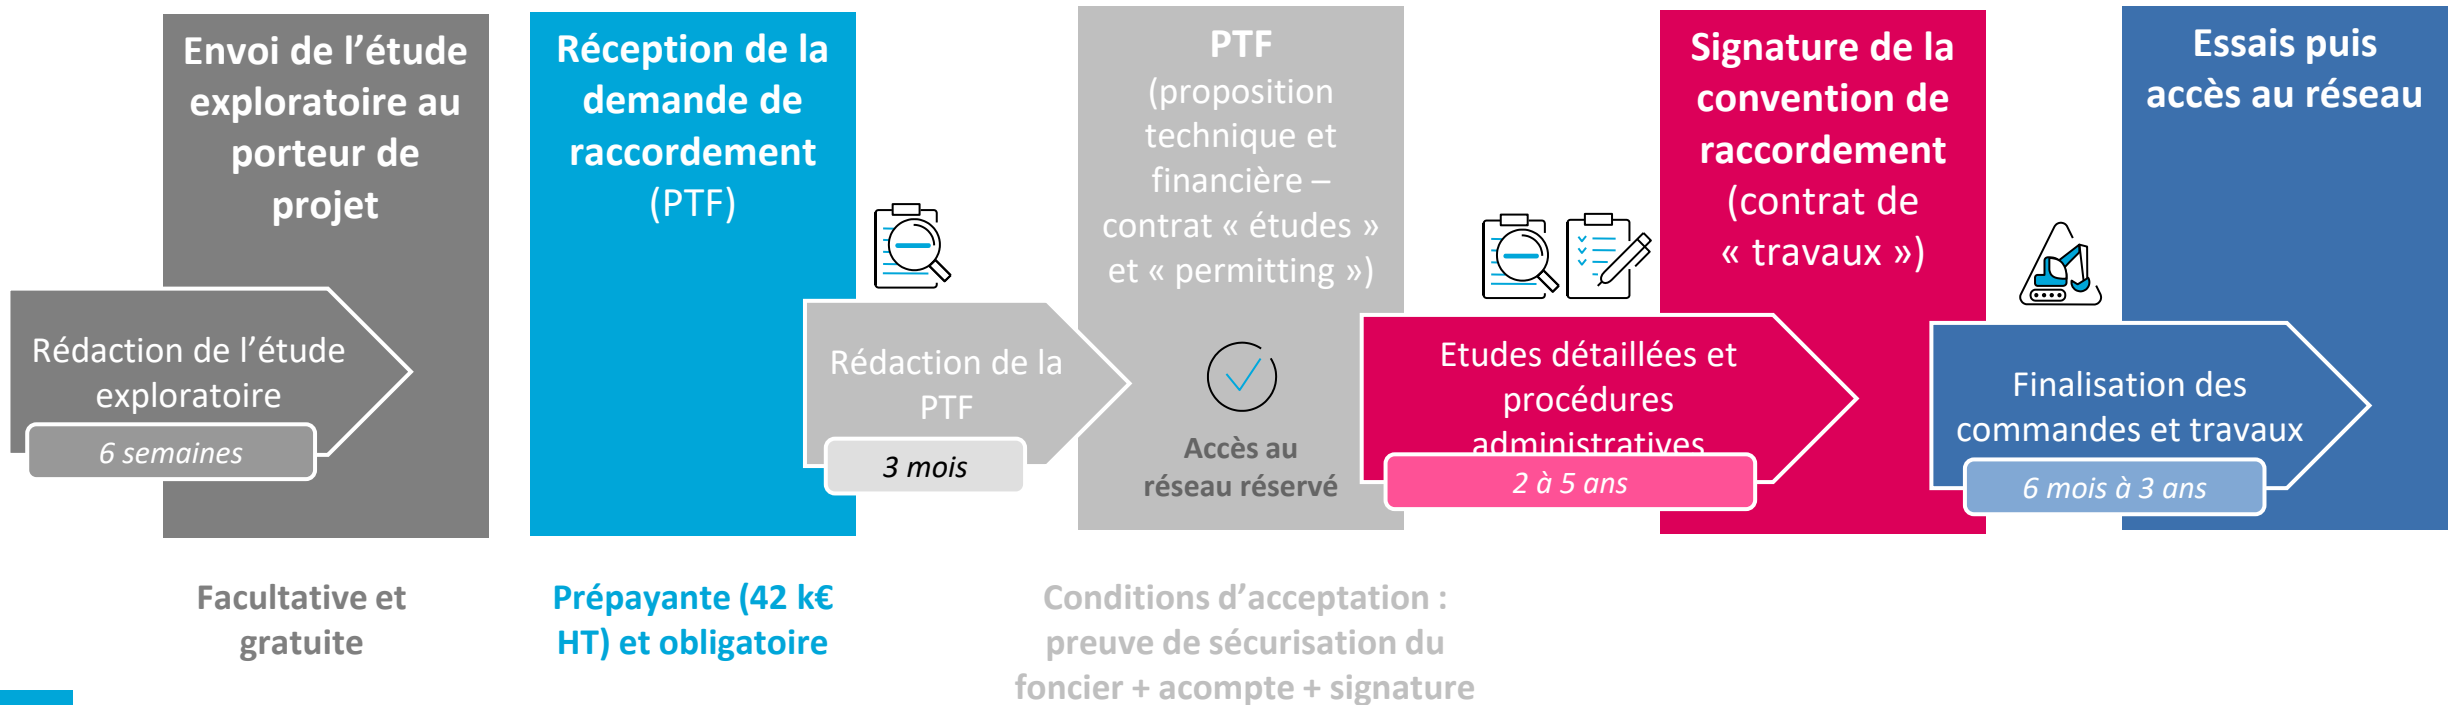 Envoi de l’étude
exploratoire au
porteur de
projet
Rédaction de l’étude
exploratoire
6 semaines
Facultative et
gratuite
Réception de la
demande de
raccordement
(PTF)
Prépayante (42 k€
HT) et obligatoire
Rédaction de la
PTF
3 mois
PTF
(proposition
technique et
financière –
contrat « études »
et « permitting »)
Accès au
réseau réservé
Conditions d’acceptation :
preuve de sécurisation du
foncier + acompte + signature
Etudes détaillées et
procédures
administratives
2 à 5 ans
Signature de la
convention de
raccordement
(contrat de
« travaux »)
Finalisation des
commandes et travaux
6 mois à 3 ans
Essais puis
accès au réseau